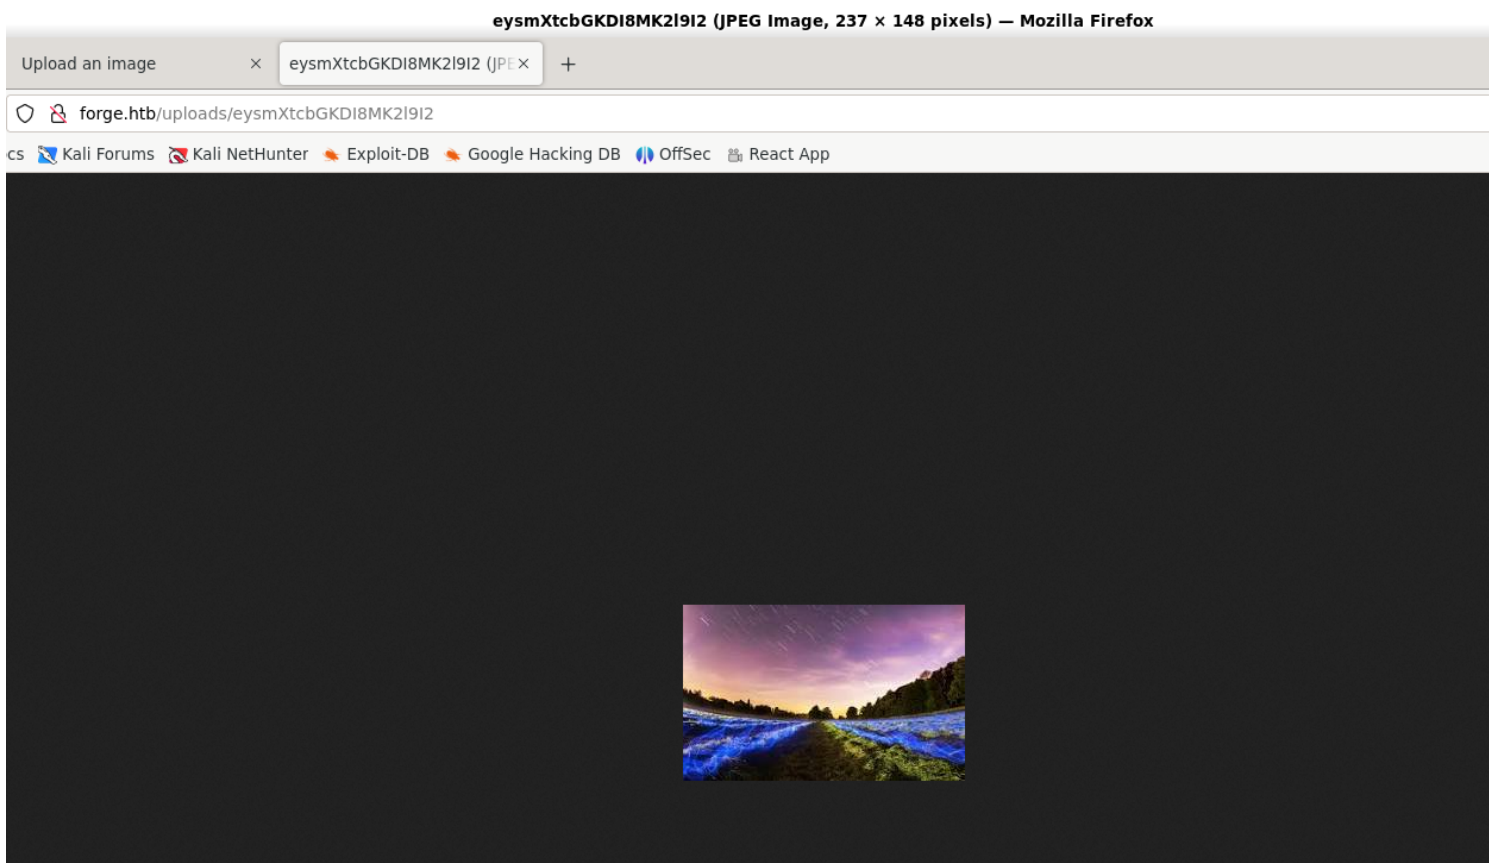 eysmXtcbGKDI8MK2l9I2 (JPEG Image, 237 × 148 pixels) — Mozilla Firefox
Upload an image
eysmXtcbGKDI8MK2l9I2 (JPE
forge.htb/uploads/eysmXtcbGKDI8MK2l9I2
cs Kali Forums Kali NetHunter Exploit-DB Google Hacking DB OffSec React App